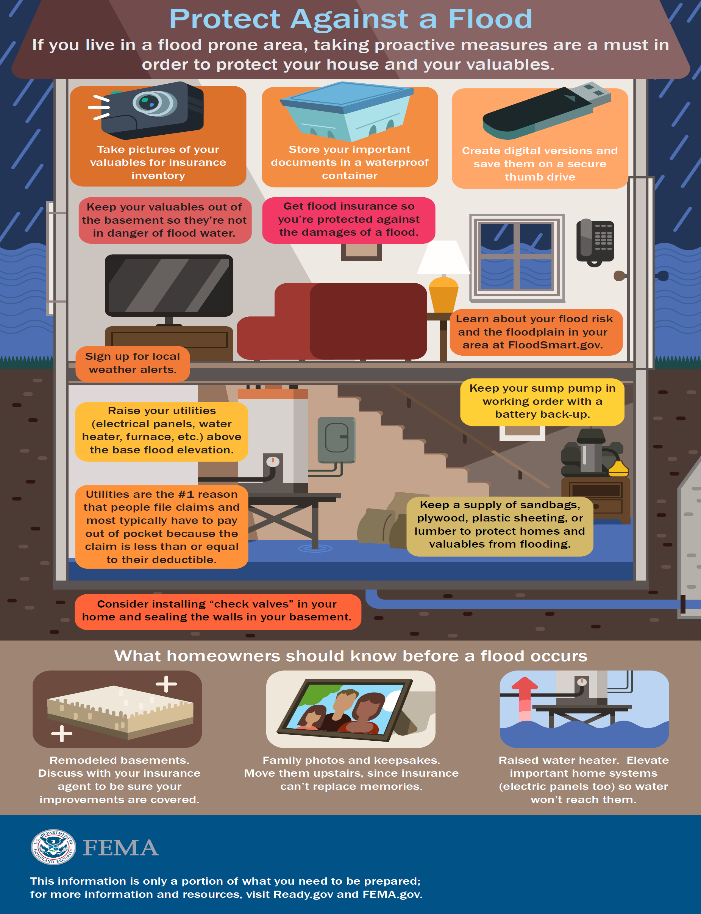 Protect Against a Flood
If you live in a flood prone area, taking proactive measures are a must in
order to protect your house and your valuables.
Take pictures of your
valuables for insurance
inventory
Store your important
documents in a waterproof
container
Create digital versions and
save them on a secure
thumb drive
Keep your valuables out of
the basement so they're not
in danger of flood water.
Get flood insurance so
you're protected against
the damages of a flood.
Learn about your flood risk
and the floodplain in your
area at FloodSmart.gov.
Sign up for local
weather alerts.
Keep your sump pump in
working order with a
battery back-up.
Raise your utilities
(electrical panels, water
heater, furnace, etc.) above
the base flood elevation.
Utilities are the #1 reason
that people file claims and
most typically have to pay
out of pocket because the
claim is less than or equal
to their deductible.
Keep a supply of sandbags,
plywood, plastic sheeting, or
lumber to protect homes and
valuables from flooding.
Consider installing “check valves” in your
home and sealing the walls in your basement.
What homeowners should know before a flood occurs
Remodeled basements.
Discuss with your insurance
agent to be sure your
improvements are covered.
Family photos and keepsakes.
Move them upstairs, since insurance
can't replace memories.
Raised water heater. Elevate
important home systems
(electric panels too) so water
won't reach them.
FEMA
This information is only a portion of what you need to be prepared;
for more information and resources, visit Ready.gov and FEMA.gov.